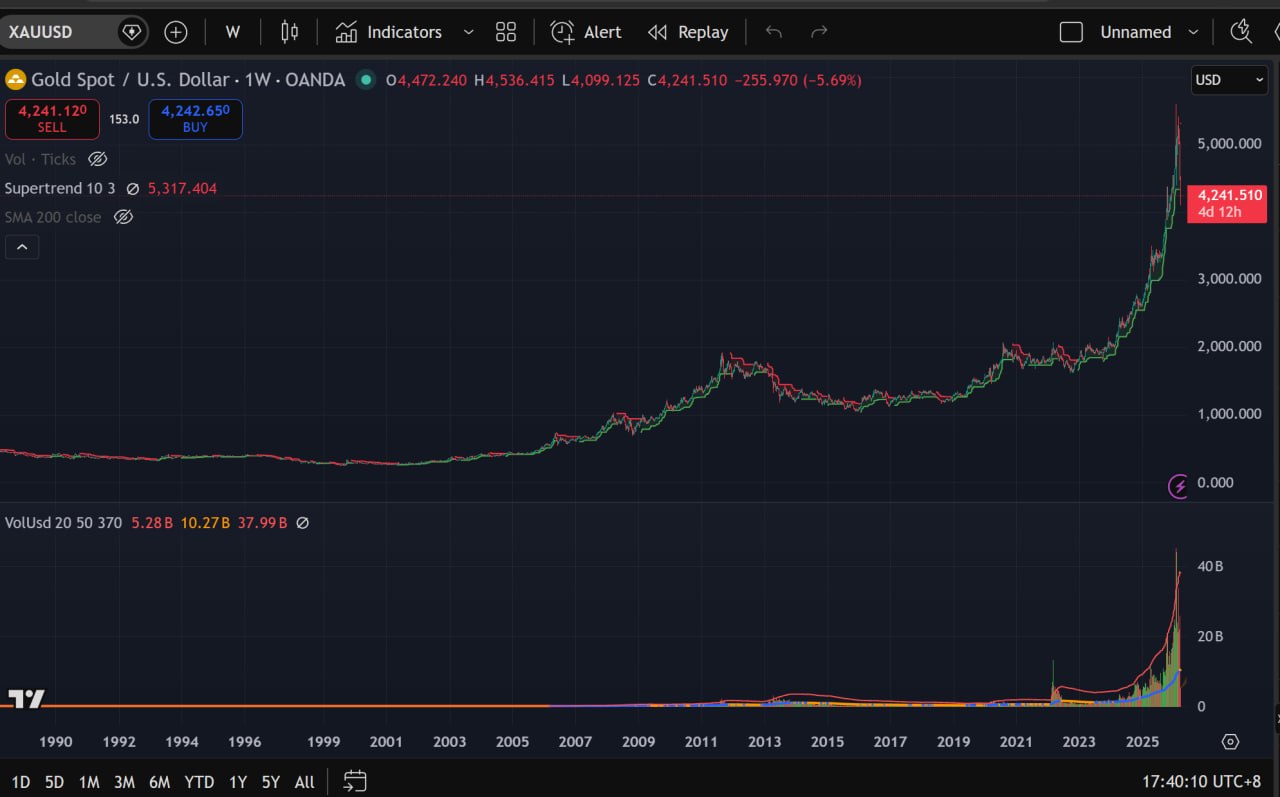 XAUUSD W Indicators Alert Replay Unnamed
Gold Spot / U.S. Dollar · 1W · OANDA O4,472.240 H4,536.415 L4,099.125 C4,241.510 −255.970 (−5.69%) USD
4,241.120 153.0 4,242.650
SELL BUY
Vol · Ticks
Supertrend 10 3 5,317.404
SMA 200 close
5,000.000
4,241.510
4d 12h
3,000.000
2,000.000
1,000.000
0.000
VolUsd 20 50 370 5.28 B 10.27 B 37.99 B
40 B
20 B
0
1990 1992 1994 1996 1999 2001 2003 2005 2007 2009 2011 2013 2015 2017 2019 2021 2023 2025
1D 5D 1M 3M 6M YTD 1Y 5Y All 17:40:10 UTC+8